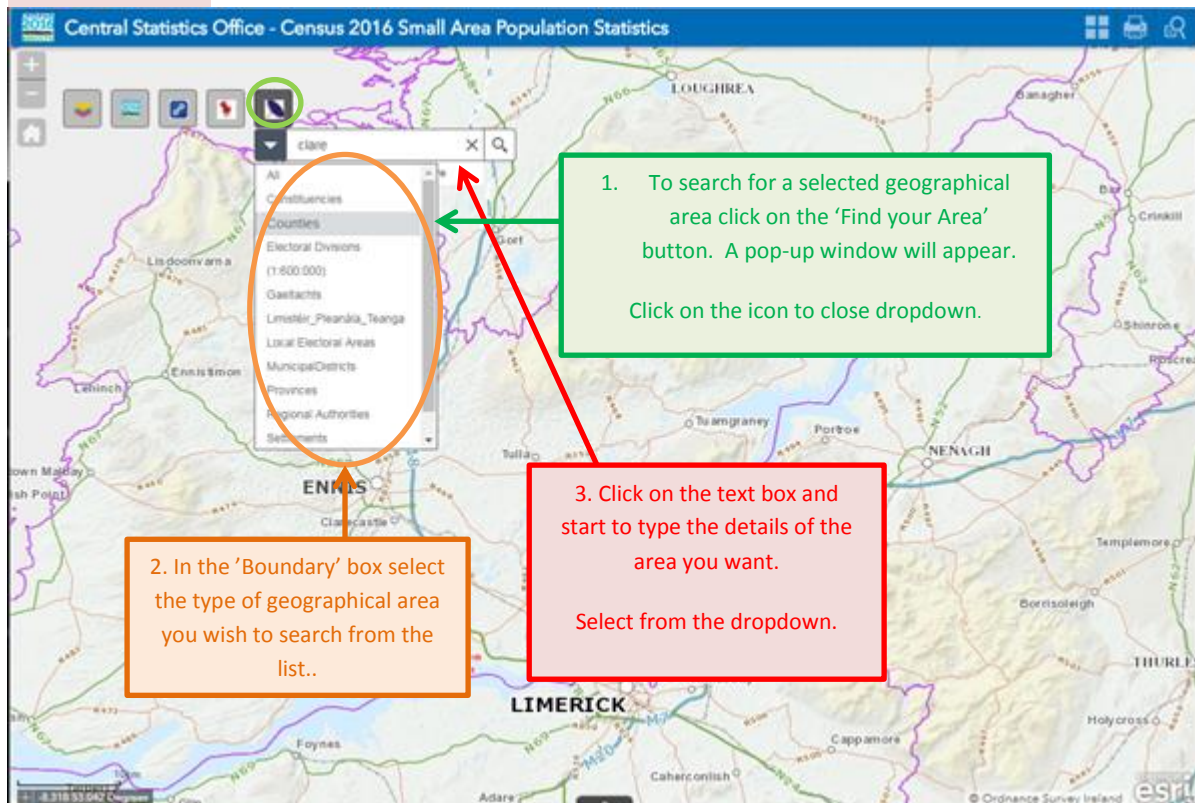 Central Statistics Office - Census 2016 Small Area Population Statistics
LOUGHREA
Banagher
clare
All
Constituencies
Counties
Electoral Divisions
(1:600:000)
Gaeltachts
Limistéir_Pleanála_Teanga
Local Electoral Areas
MunicipalDistricts
Provinces
Regional Authorities
Settlements
1. To search for a selected geographical
area click on the ‘Find your Area’
button. A pop-up window will appear.
Click on the icon to close dropdown.
Crinkill
Gort
Lisdoonvarna
Shinrone
Roscrea
Ennistimon
Lehinch
Tuamgraney
Portroe
NENAGH
Tulla
ENNIS
Clarecastle
2. In the ’Boundary’ box select
the type of geographical area
you wish to search from the
list..
3. Click on the text box and
start to type the details of the
area you want.
Select from the dropdown.
Templemore
Borrisoleigh
THURLE
LIMERICK
Holycross
Foynes
Cappamore
Caherconlish
Adare
10km
© Ordnance Survey Ireland
esri